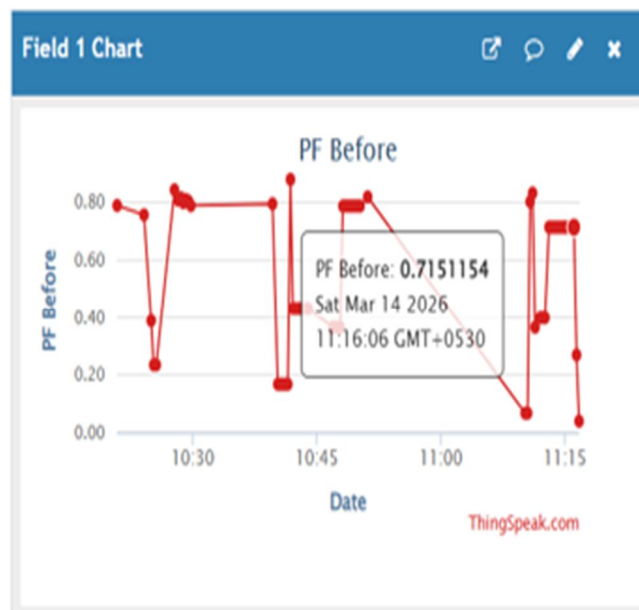 Field 1 Chart
PF Before
PF Before
0.80
0.60
0.40
0.20
0.00
PF Before: 0.7151154
Sat Mar 14 2026
11:16:06 GMT+0530
10:30 10:45 11:00 11:15
Date
ThingSpeak.com